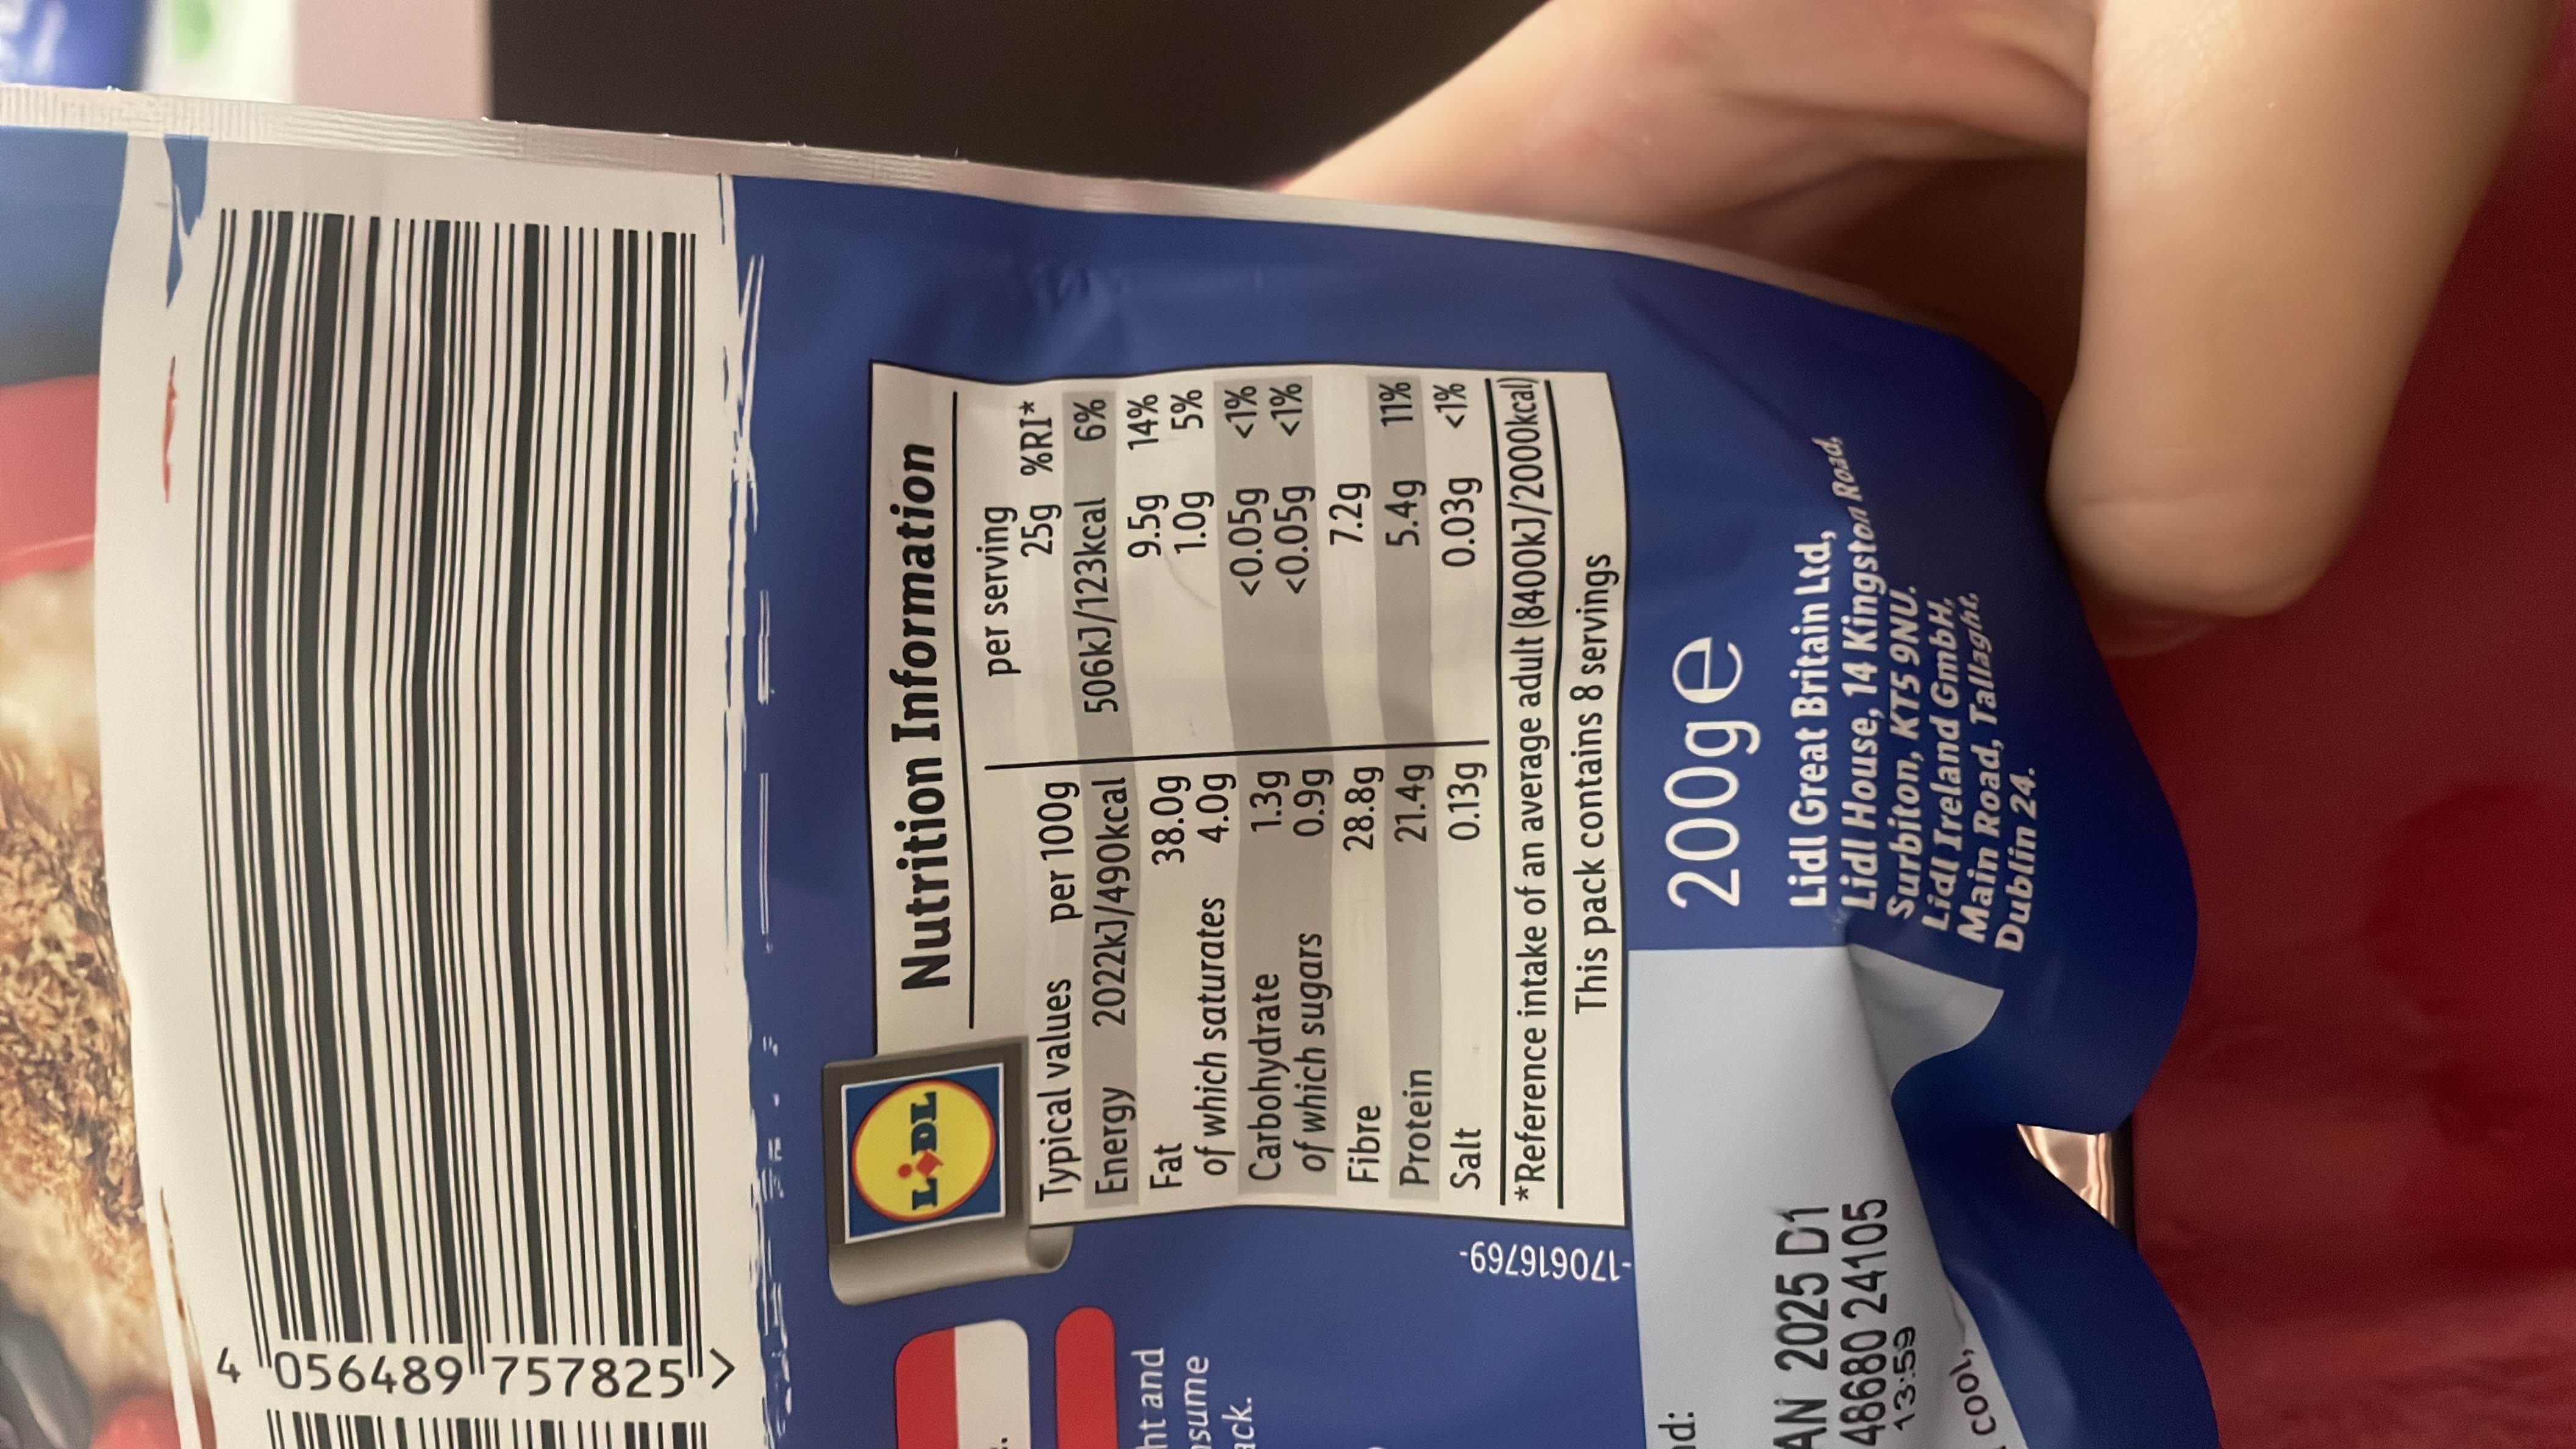 4 056489 757825 >
LIDL
Nutrition Information
per serving
Typical values per 100g 25g %RI*
Energy 2022kJ/490kcal 506kJ/123kcal 6%
Fat 38.0g 9.5g 14%
of which saturates 4.0g 1.0g 5%
Carbohydrate 1.3g <0.05g <1%
of which sugars 0.9g <0.05g <1%
Fibre 28.8g 7.2g
Protein 21.4g 5.4g 11%
Salt 0.13g 0.03g <1%
*Reference intake of an average adult (8400kJ/2000kcal)
This pack contains 8 servings
-170616769-
200g e
Lidl Great Britain Ltd,
Lidl House, 14 Kingston Road,
Surbiton, KT5 9NU.
Lidl Ireland GmbH,
Main Road, Tallaght,
Dublin 24.
and
2025 D1
48680 24105
13:59
cool,